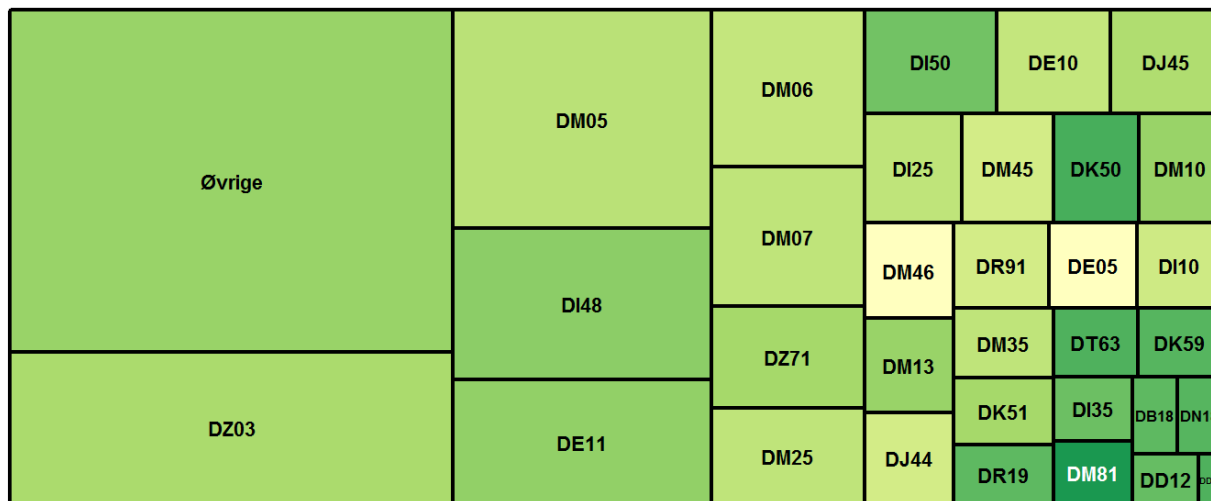 Øvrige
DZ03
DM05
DI48
DE11
DM06
DM07
DZ71
DM25
DI50
DE10
DJ45
DI25
DM45
DK50
DM10
DM46
DR91
DE05
DI10
DM13
DM35
DT63
DK59
DK51
DI35
DB18
DJ44
DR19
DM81
DD12